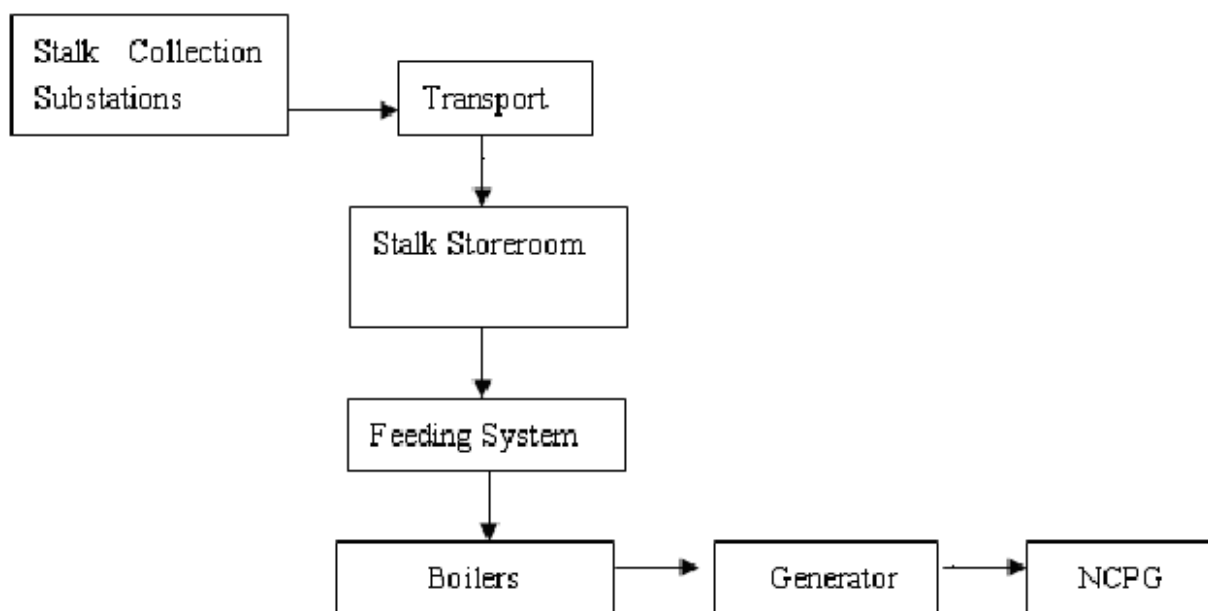 Stalk Collection
Substations
Transport
Stalk Storeroom
Feeding System
Boilers
Generator
NCPG